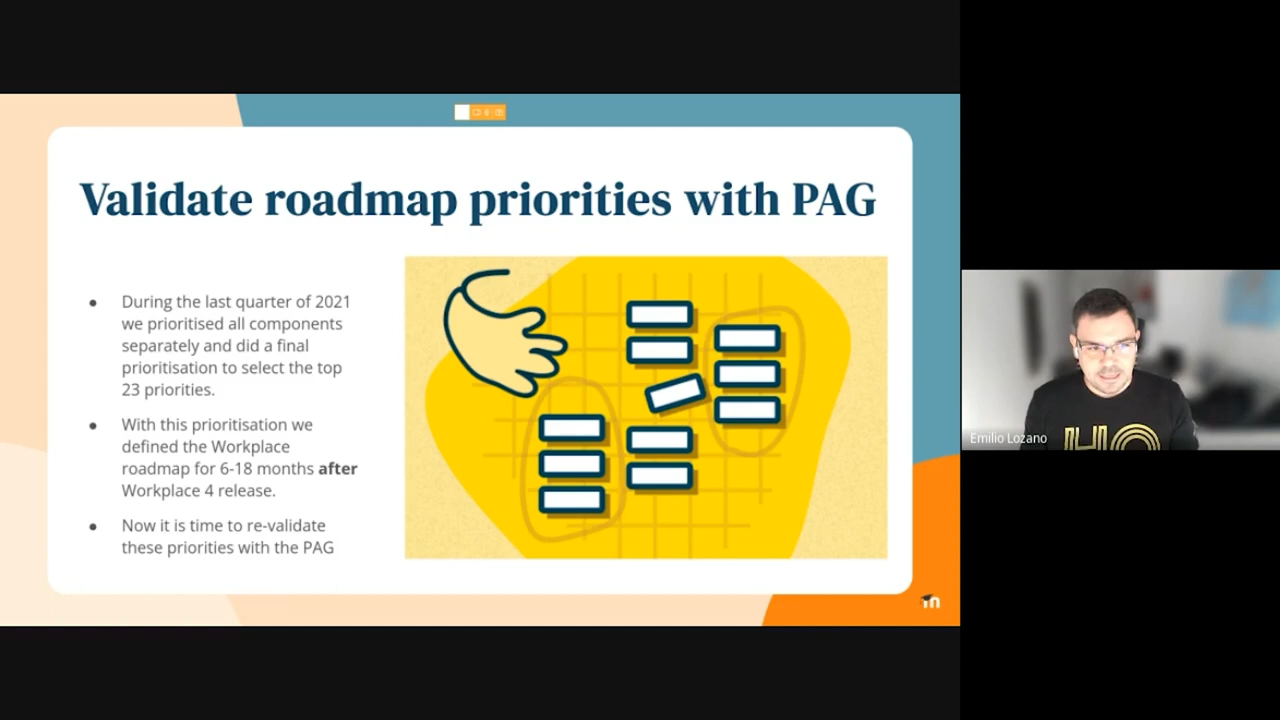 Validate roadmap priorities with PAG
● During the last quarter of 2021
we prioritised all components
separately and did a final
prioritisation to select the top
23 priorities.
● With this prioritisation we
defined the Workplace
roadmap for 6-18 months after
Workplace 4 release.
● Now it is time to re-validate
these priorities with the PAG
Emilio Lozano